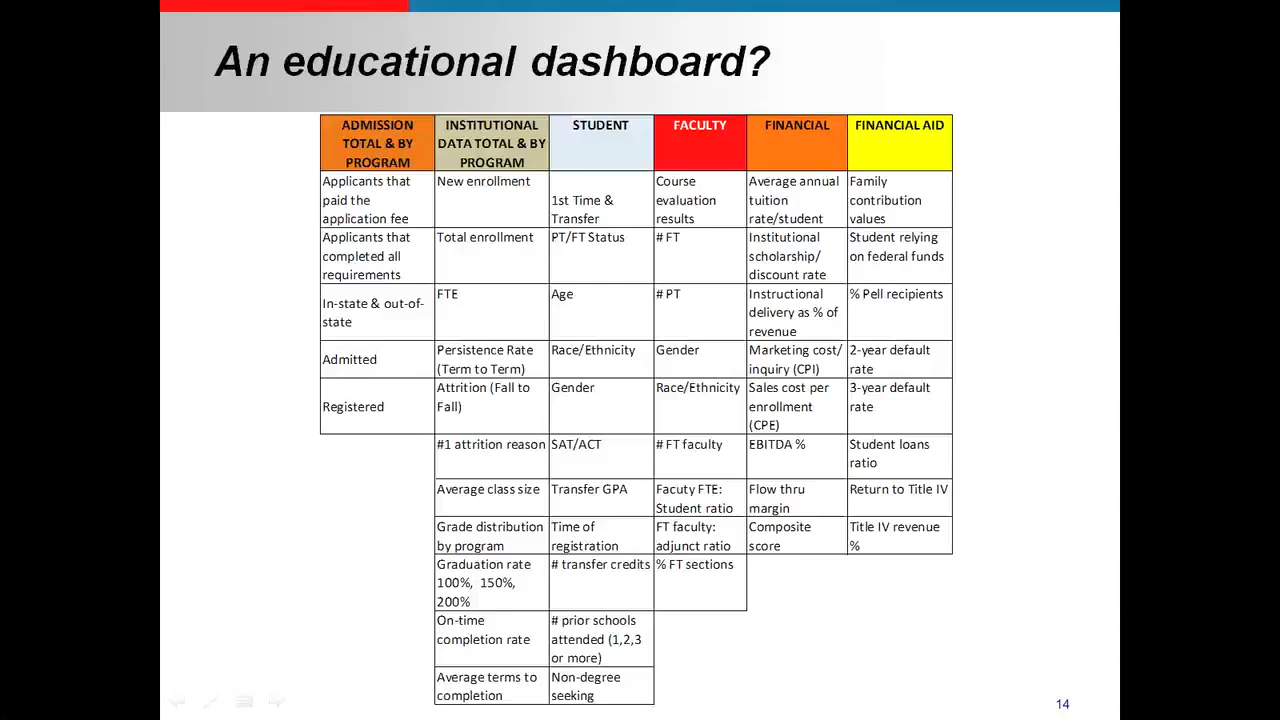 An educational dashboard?
ADMISSION
TOTAL & BY
PROGRAM
INSTITUTIONAL
DATA TOTAL & BY
PROGRAM
STUDENT
FACULTY
FINANCIAL
FINANCIAL AID
Applicants that
paid the
application fee
New enrollment
1st Time &
Transfer
Course
evaluation
results
Average annual
tuition
rate/student
Family
contribution
values
Applicants that
completed all
requirements
Total enrollment
PT/FT Status
# FT
Institutional
scholarship/
discount rate
Student relying
on federal funds
In-state & out-of-
state
FTE
Age
# PT
Instructional
delivery as % of
revenue
% Pell recipients
Admitted
Persistence Rate
(Term to Term)
Race/Ethnicity
Gender
Marketing cost/
inquiry (CPI)
2-year default
rate
Registered
Attrition (Fall to
Fall)
Gender
Race/Ethnicity
Sales cost per
enrollment
(CPE)
3-year default
rate
#1 attrition reason
SAT/ACT
# FT faculty
EBITDA %
Student loans
ratio
Average class size
Transfer GPA
Facuty FTE:
Student ratio
Flow thru
margin
Return to Title IV
Grade distribution
by program
Time of
registration
FT faculty:
adjunct ratio
Composite
score
Title IV revenue
%
Graduation rate
100%, 150%,
200%
# transfer credits
% FT sections
On-time
completion rate
# prior schools
attended (1,2,3
or more)
Average terms to
completion
Non-degree
seeking
14